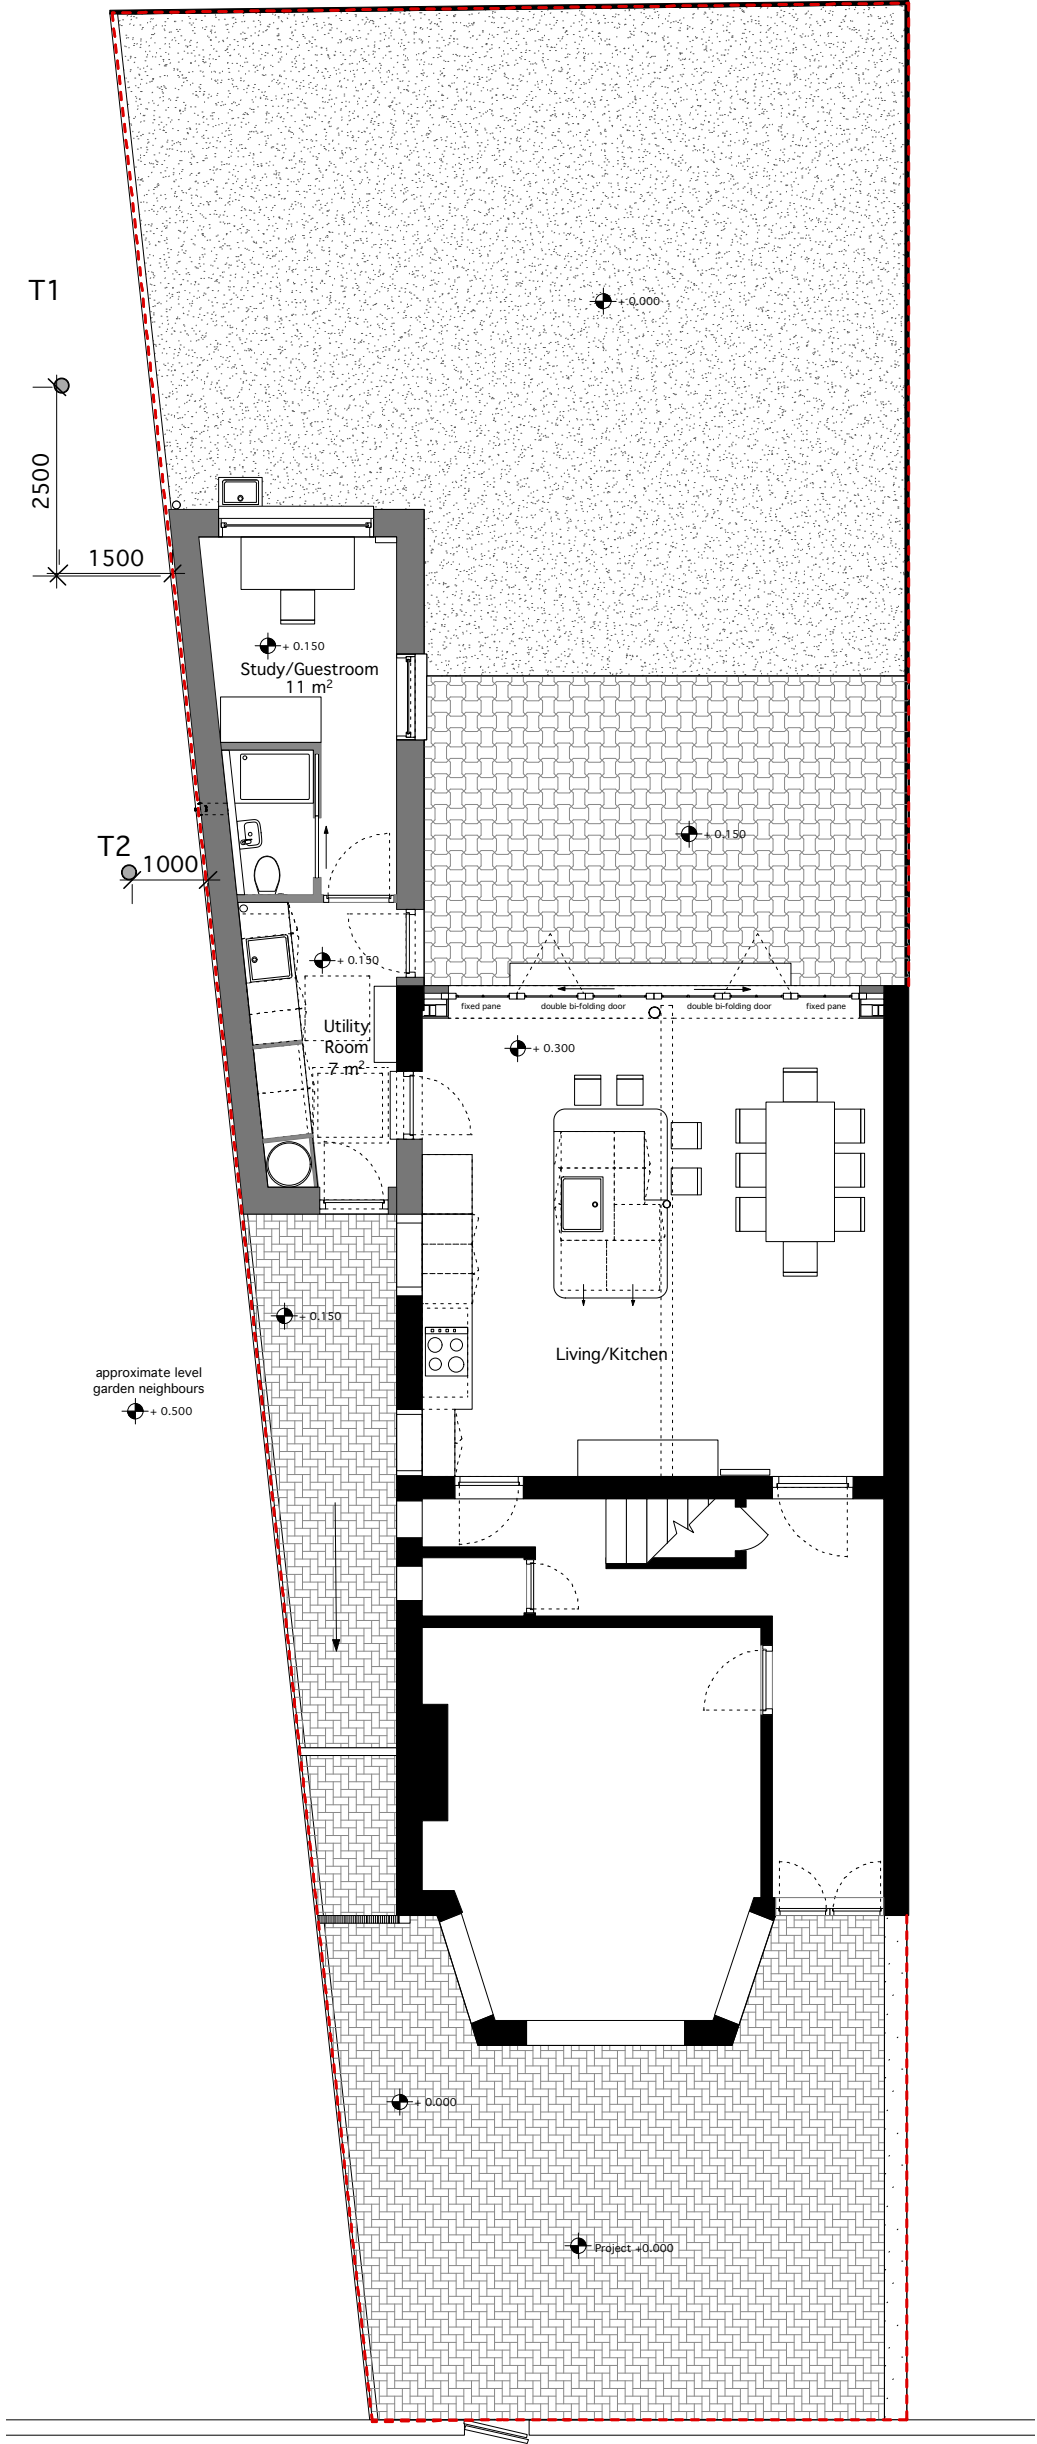 + 0.000
T1
2500
1500
+ 0.150
Study/Guestroom
11 m²
+ 0.150
T2
1000
+ 0.150
fixed pane
double bi-folding door
double bi-folding door
fixed pane
Utility
Room
7 m²
+ 0.300
+ 0.150
Living/Kitchen
approximate level
garden neighbours
+ 0.500
+ 0.000
Project +0.000